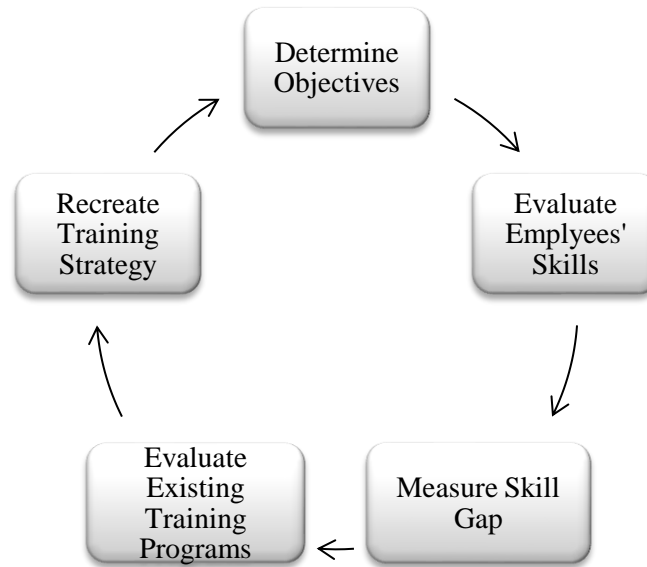 Determine
Objectives
Evaluate
Emplyees'
Skills
Measure Skill
Gap
Evaluate
Existing
Training
Programs
Recreate
Training
Strategy